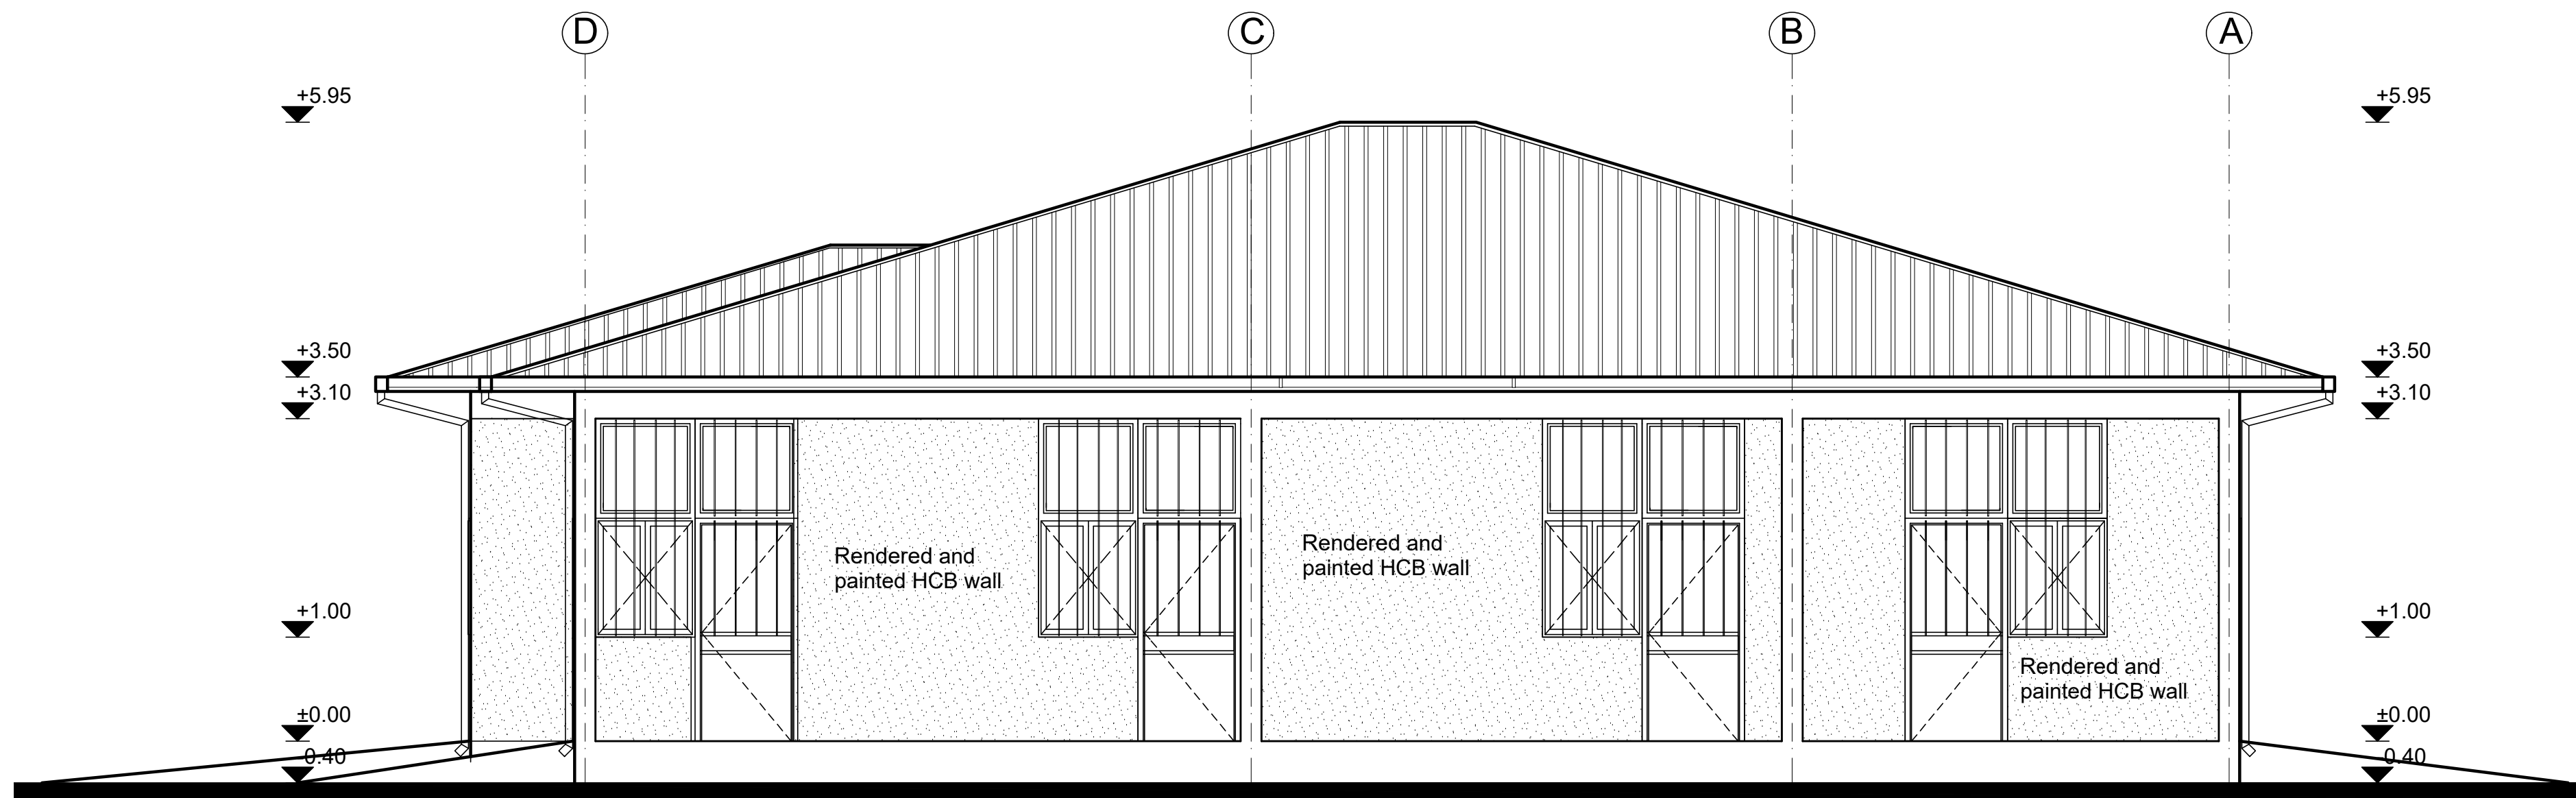 D C B A
+5.95 +5.95
+3.50 +3.50
+3.10 +3.10
Rendered and
painted HCB wall
Rendered and
painted HCB wall
+1.00 +1.00
Rendered and
painted HCB wall
±0.00 ±0.00
0.40 0.40